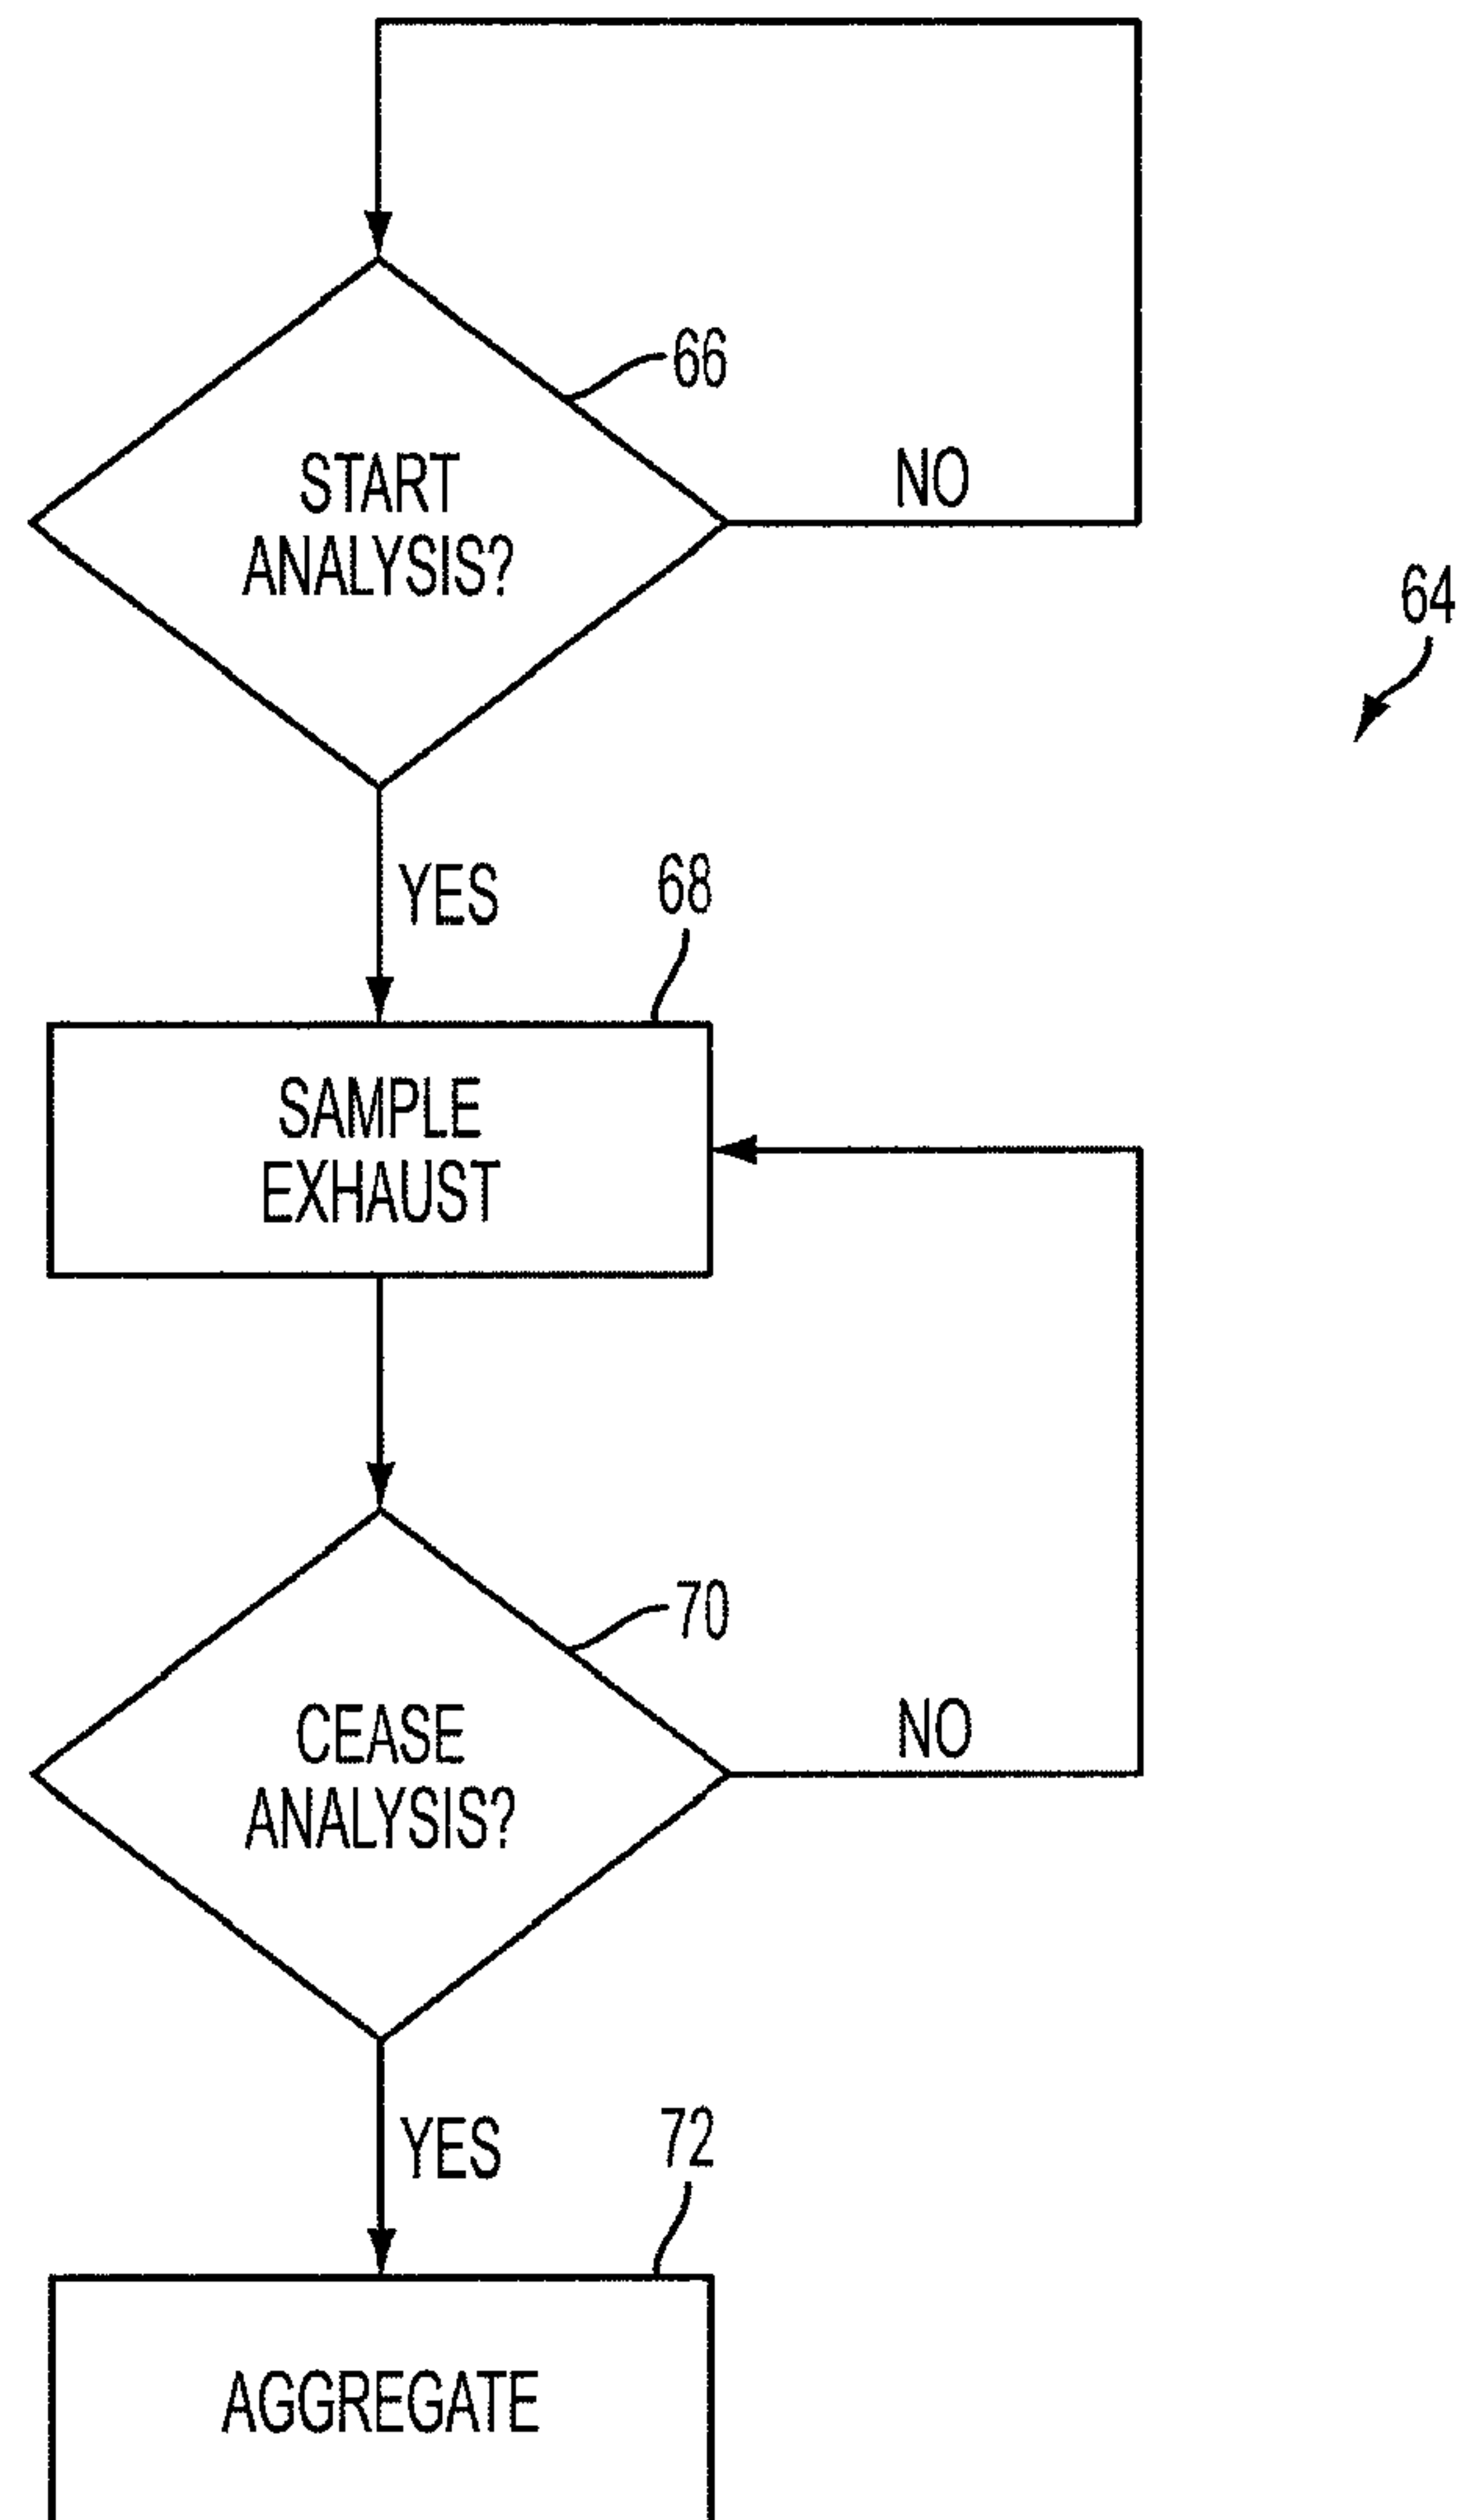 66
START
ANALYSIS?
NO
64
YES
68
SAMPLE
EXHAUST
70
CEASE
ANALYSIS?
NO
YES
72
AGGREGATE